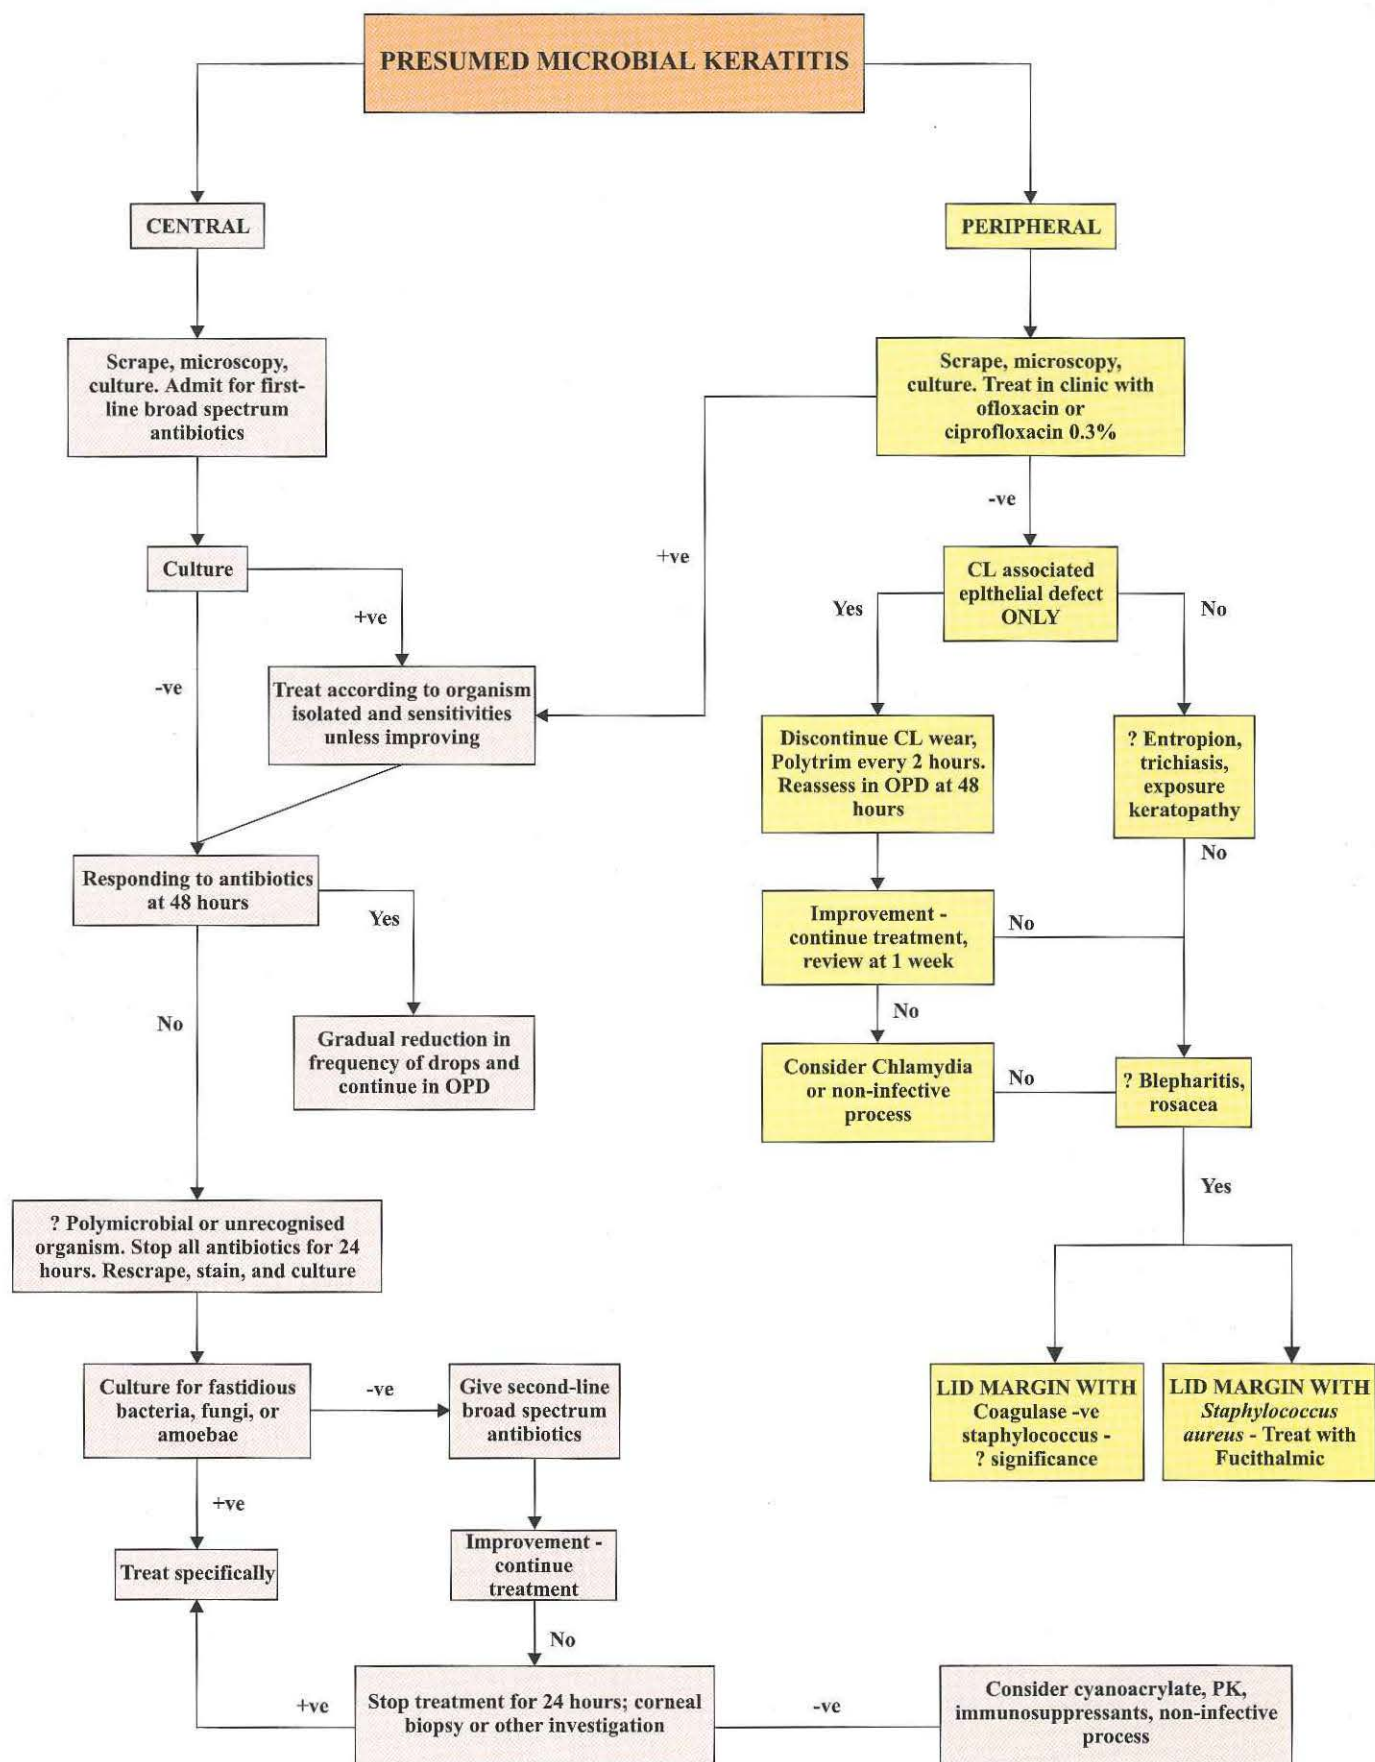 PRESUMED MICROBIAL KERATITIS
CENTRAL
PERIPHERAL
Scrape, microscopy,
culture. Admit for first-
line broad spectrum
antibiotics
Scrape, microscopy,
culture. Treat in clinic with
ofloxacin or
ciprofloxacin 0.3%
-ve
+ve
Culture
+ve
-ve
CL associated
eplthelial defect
ONLY
Yes
No
Treat according to organism
isolated and sensitivities
unless improving
Discontinue CL wear,
Polytrim every 2 hours.
Reassess in OPD at 48
hours
? Entropion,
trichiasis,
exposure
keratopathy
No
Responding to antibiotics
at 48 hours
Yes
No
Improvement -
continue treatment,
review at 1 week
No
No
Gradual reduction in
frequency of drops and
continue in OPD
Consider Chlamydia
or non-infective
process
No
? Blepharitis,
rosacea
Yes
? Polymicrobial or unrecognised
organism. Stop all antibiotics for 24
hours. Rescrape, stain, and culture
Culture for fastidious
bacteria, fungi, or
amoebae
-ve
Give second-line
broad spectrum
antibiotics
LID MARGIN WITH
Coagulase -ve
staphylococcus -
? significance
LID MARGIN WITH
Staphylococcus
aureus - Treat with
Fucithalmic
+ve
Treat specifically
Improvement -
continue
treatment
No
+ve
Stop treatment for 24 hours; corneal
biopsy or other investigation
-ve
Consider cyanoacrylate, PK,
immunosuppressants, non-infective
process